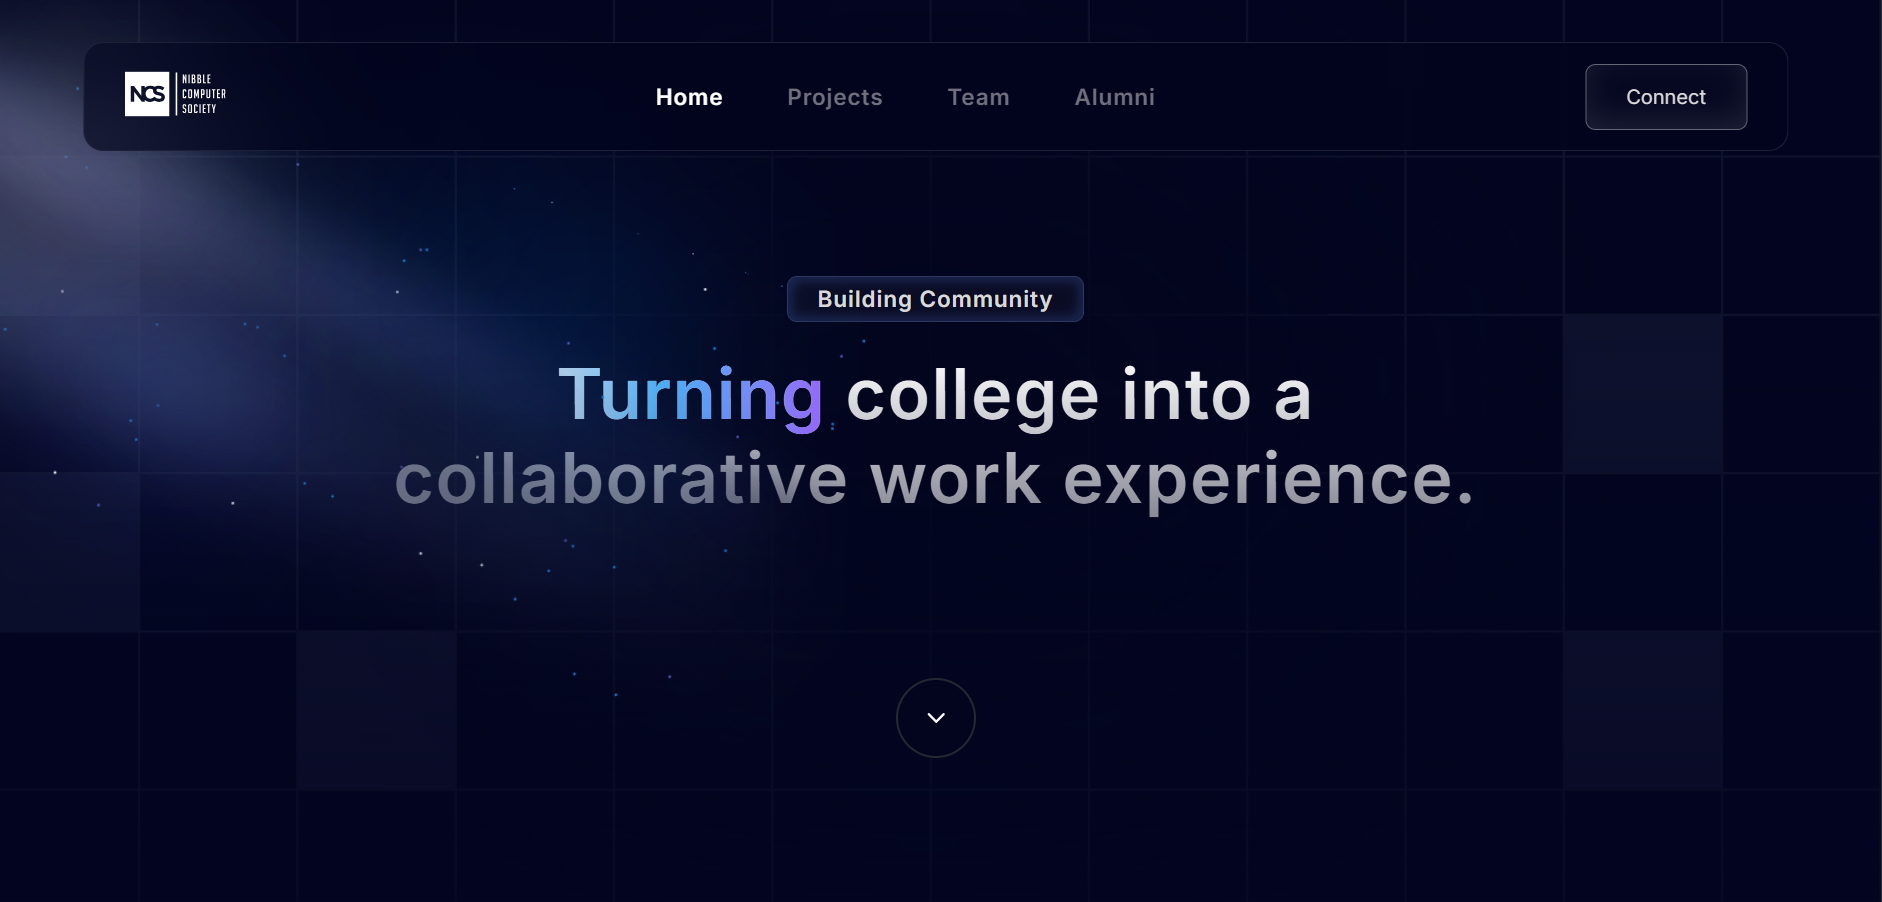 NCS
NIBBLE
COMPUTER
SOCIETY
Home
Projects
Team
Alumni
Connect
Building Community
Turning college into a
collaborative work experience.